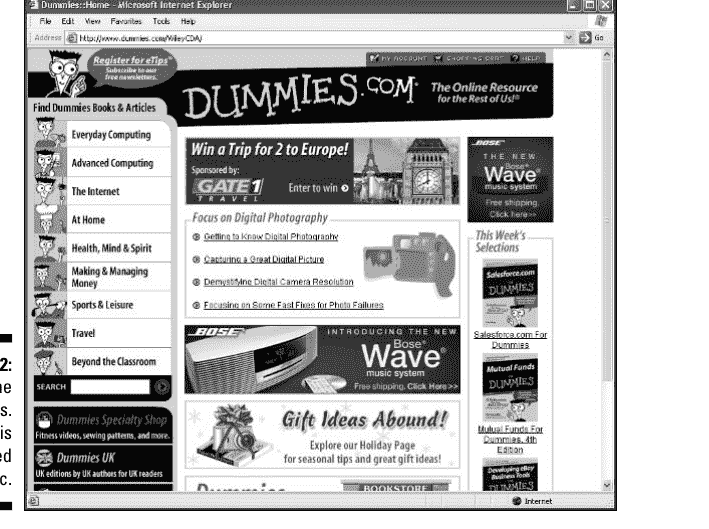 Dummies::Home - Microsoft Internet Explorer
File Edit View Favorites Tools Help
Address http://www.dummies.com/WileyCDA/ Go
Register for eTips
Subscribe to our
free newsletters.
MY ACCOUNT SHOPPING CART HELP
DUMMIES.COM®
The Online Resource
for the Rest of Us!®
Find Dummies Books & Articles
Everyday Computing
Advanced Computing
The Internet
At Home
Health, Mind & Spirit
Making & Managing
Money
Sports & Leisure
Travel
Beyond the Classroom
SEARCH
Dummies Specialty Shop
Fitness videos, sewing patterns, and more.
Dummies UK
UK editions by UK authors for UK readers
Win a Trip for 2 to Europe!
Sponsored by:
GATE 1
TRAVEL
Enter to win
Focus on Digital Photography
Getting to Know Digital Photography
Capturing a Great Digital Picture
Demystifying Digital Camera Resolution
Focusing on Some Fast Fixes for Photo Failures
BOSE
INTRODUCING THE NEW
Bose®
Wave®
music system
Free shipping. Click Here>>
Gift Ideas Abound!
Explore our Holiday Page
for seasonal tips and great gift ideas!
Dummies
BOOKSTORE
BOSE
THE NEW
Bose®
Wave®
music system
Free shipping.
Click here>>
This Week's
Selections
Salesforce.com
DUMMIES
Salesforce.com For
Dummies
Mutual Funds
DUMMIES
Mutual Funds For
Dummies, 4th
Edition
Developing eBay
Business Tools
DUMMIES
Internet
2:
ne
s.
is
ed
c.